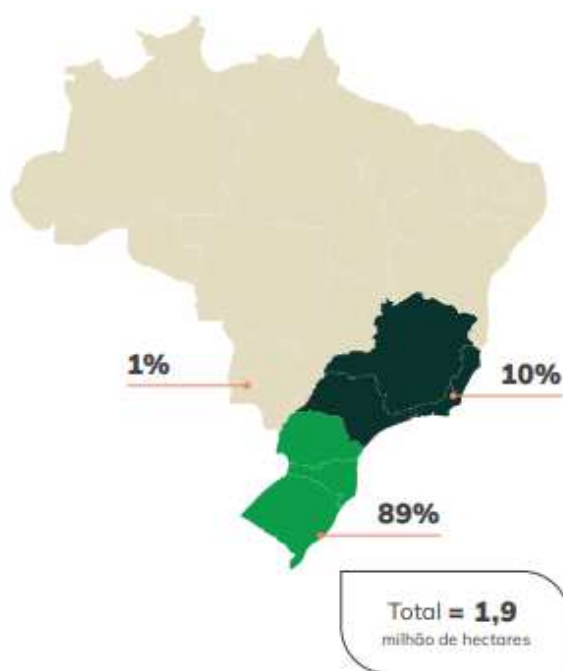 1%
10%
89%
Total = 1,9
milhão de hectares